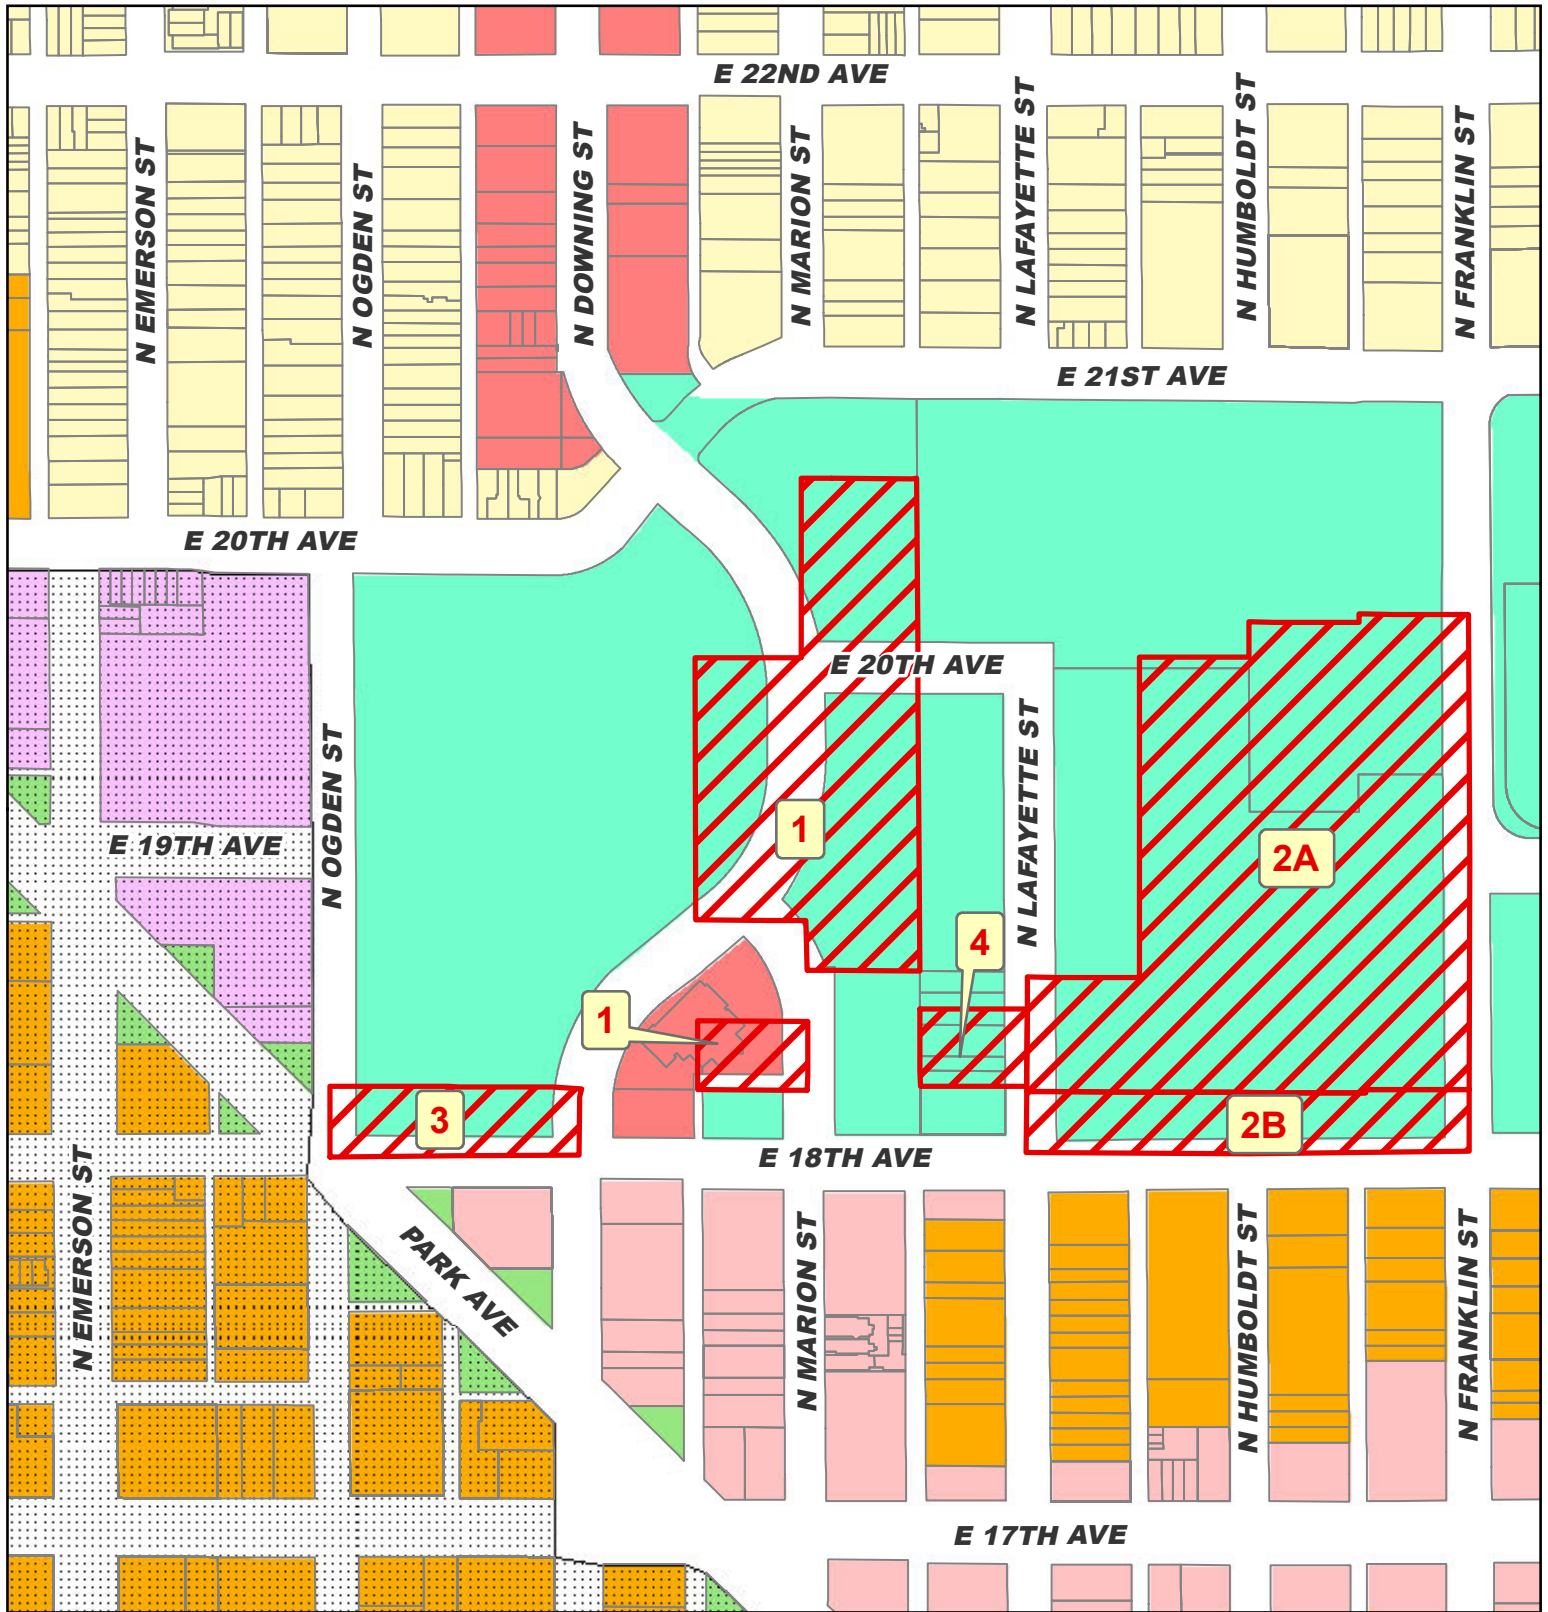 E 22ND AVE
N EMERSON ST
N OGDEN ST
N DOWNING ST
N MARION ST
N LAFAYETTE ST
N HUMBOLDT ST
N FRANKLIN ST
E 21ST AVE
E 20TH AVE
E 20TH AVE
N OGDEN ST
N LAFAYETTE ST
E 19TH AVE
1
2A
4
1
3
2B
E 18TH AVE
N EMERSON ST
PARK AVE
N MARION ST
N HUMBOLDT ST
N FRANKLIN ST
E 17TH AVE